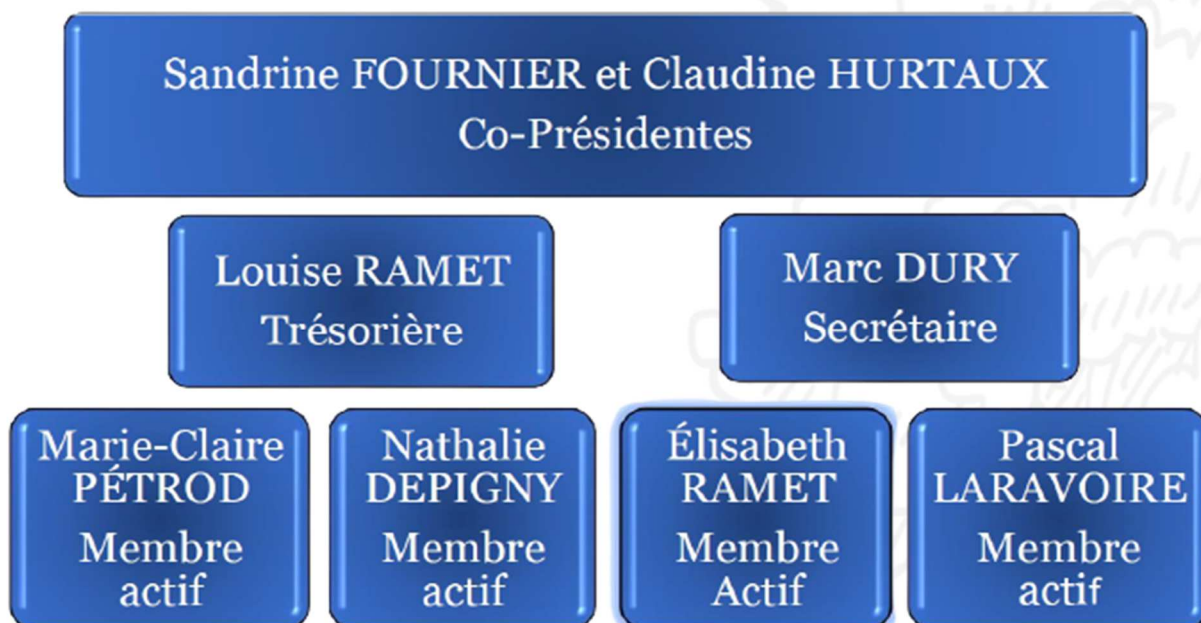 Sandrine FOURNIER et Claudine HURTAUX
Co-Présidentes
Louise RAMET
Trésorière
Marc DURY
Secrétaire
Marie-Claire
PÉTROD
Membre
actif
Nathalie
DEPIGNY
Membre
actif
Élisabeth
RAMET
Membre
Actif
Pascal
LARAVOIRE
Membre
actif